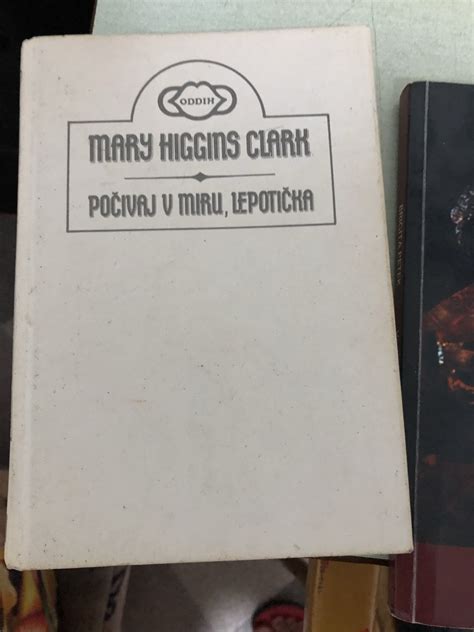 ODDIH
MARY HIGGINS CLARK
POČIVAJ V MIRU, LEPOTIČKA